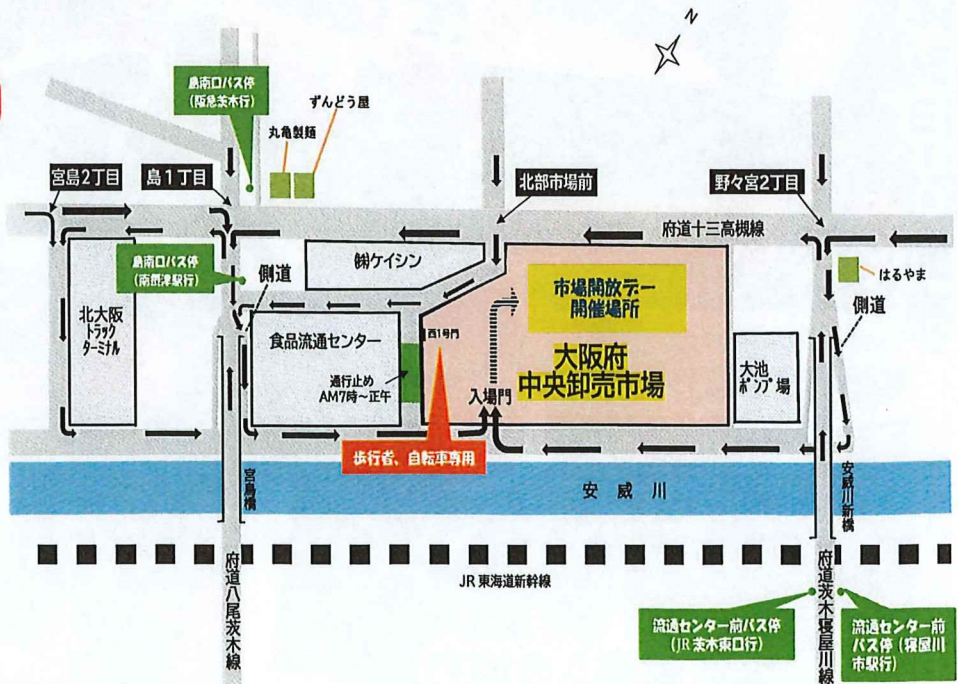 N
島南口バス停
(阪急茨木行)
ずんどう屋
丸亀製麺
宮島2丁目
島1丁目
北部市場前
野々宮2丁目
府道十三高槻線
島南口バス停
(南摂津駅行)
側道
㈱ケイシン
市場開放デー
開催場所
はるやま
側道
北大阪
トラック
ターミナル
食品流通センター
西1号門
大阪府
中央卸売市場
大池
ポンプ場
通行止め
AM7時~正午
入場門
歩行者、自転車専用
宮島橋
安威川
安威川新橋
JR東海道新幹線
府道八尾茨木線
府道茨木寝屋川線
流通センター前バス停
(JR茨木東口行)
流通センター前
バス停(寝屋川
市駅行)